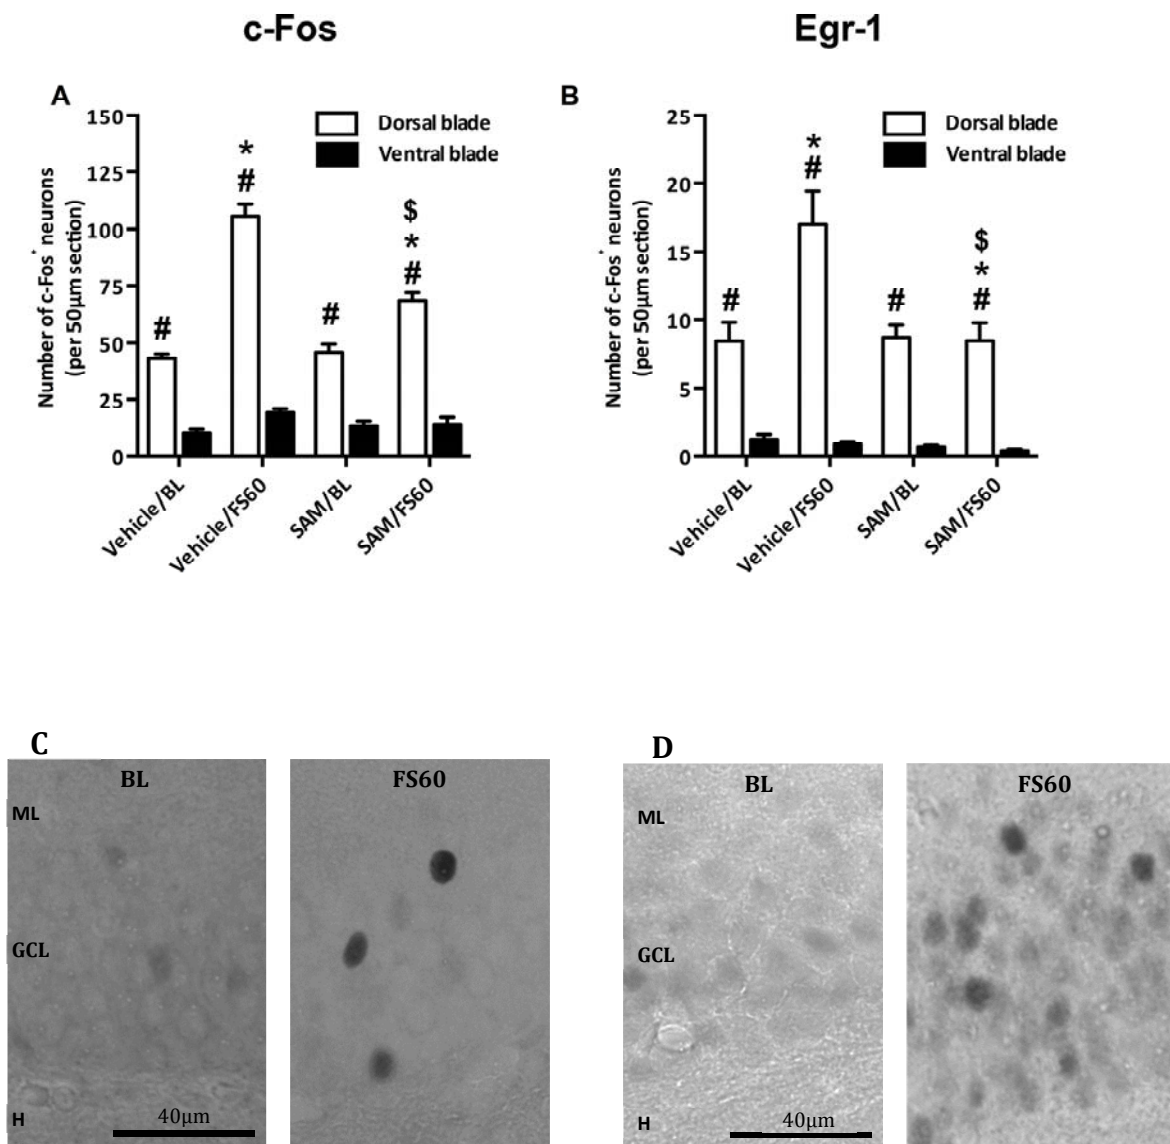 c-Fos
Egr-1
A
Number of c-Fos⁺ neurons
(per 50μm section)
150
125
100
75
50
25
0
Dorsal blade
Ventral blade
#
*
#
#
$
*
#
Vehicle/BL
Vehicle/FS60
SAM/BL
SAM/FS60
B
Number of c-Fos⁺ neurons
(per 50μm section)
25
20
15
10
5
0
Dorsal blade
Ventral blade
#
*
#
#
$
*
#
Vehicle/BL
Vehicle/FS60
SAM/BL
SAM/FS60
C
BL
ML
GCL
H
40μm
FS60
D
BL
ML
GCL
H
40μm
FS60